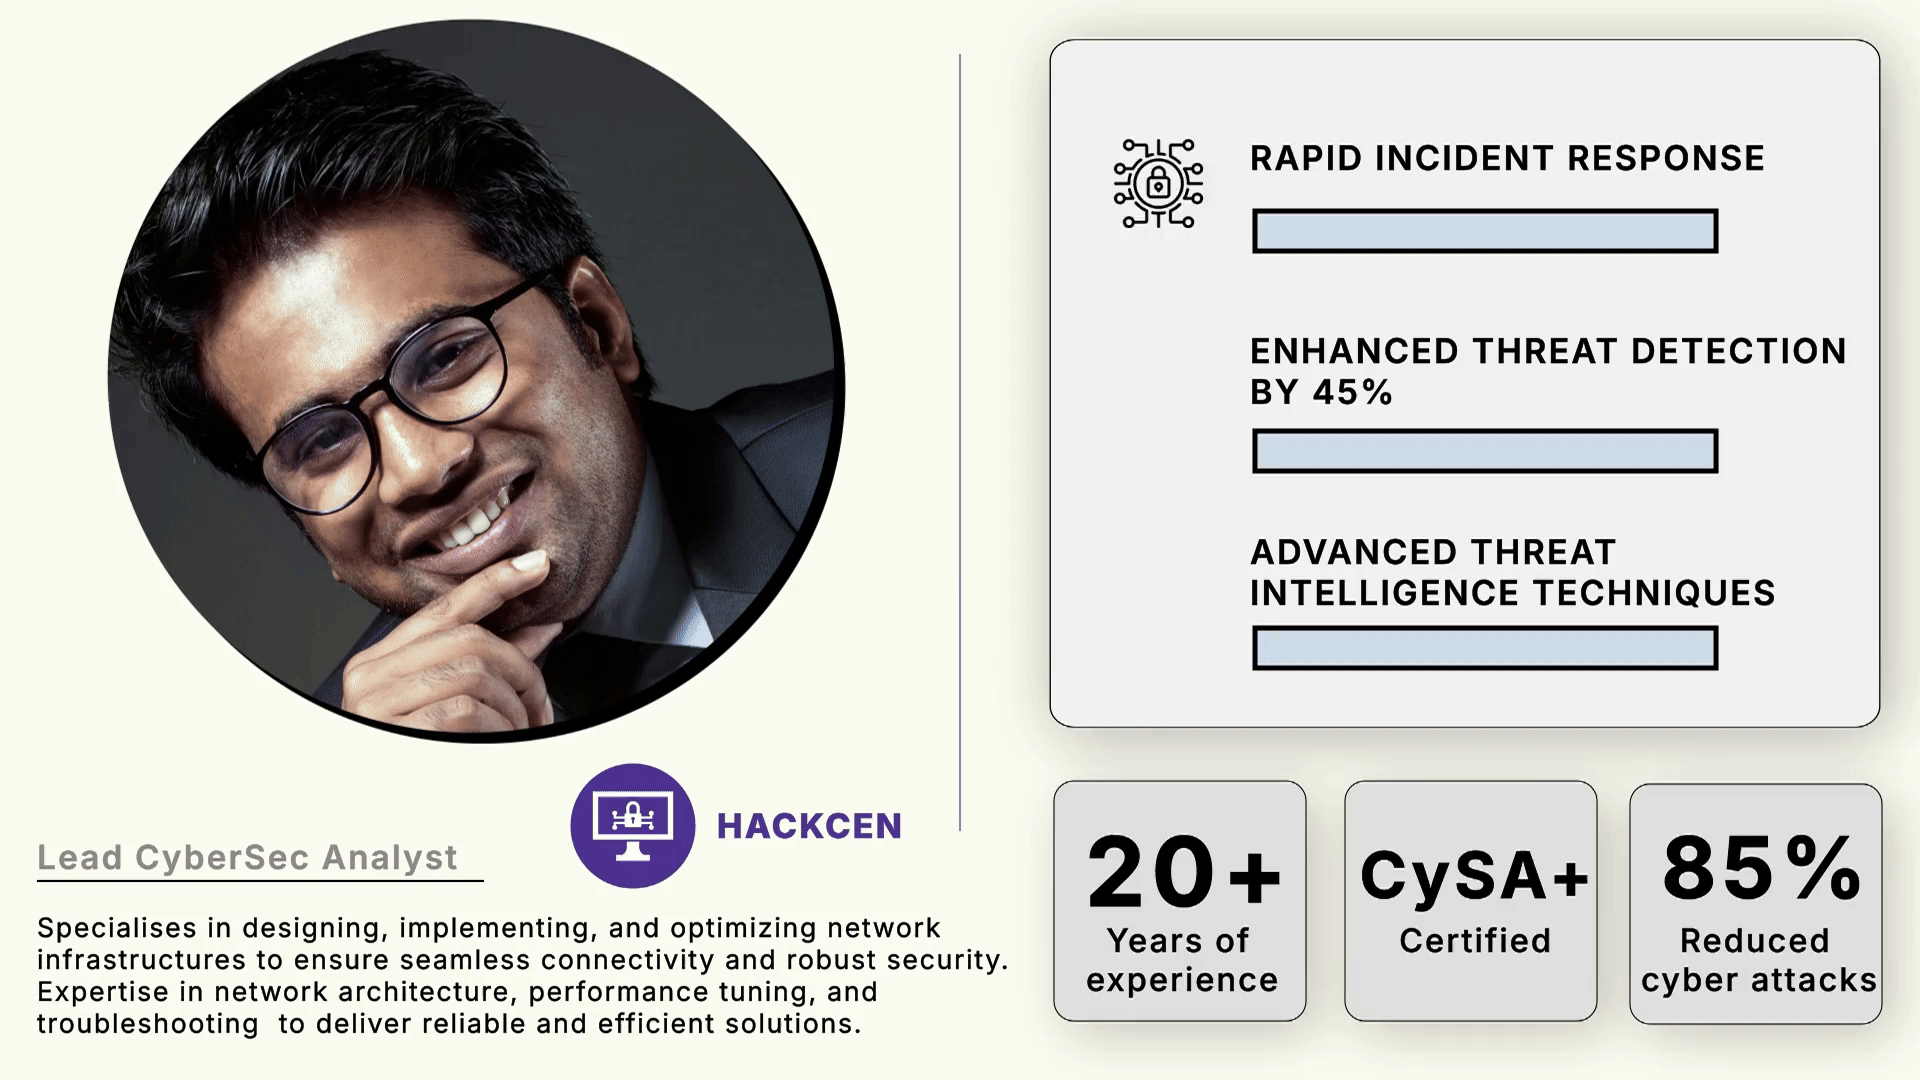 HACKCEN
Lead CyberSec Analyst
Specialises in designing, implementing, and optimizing network
infrastructures to ensure seamless connectivity and robust security.
Expertise in network architecture, performance tuning, and
troubleshooting  to deliver reliable and efficient solutions.
RAPID INCIDENT RESPONSE
ENHANCED THREAT DETECTION
BY 45%
ADVANCED THREAT
INTELLIGENCE TECHNIQUES
20+
Years of
experience
CySA+
Certified
85%
Reduced
cyber attacks